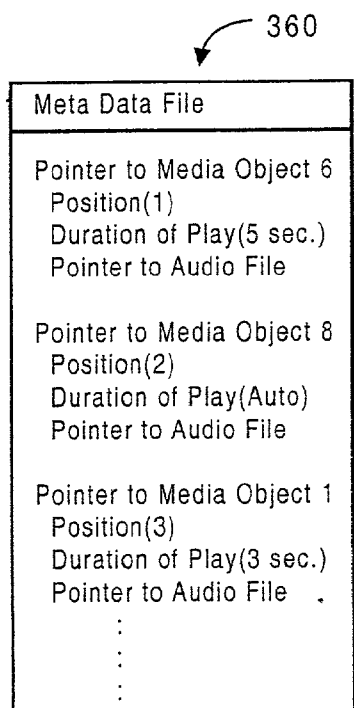 360
Meta Data File
Pointer to Media Object 6
Position(1)
Duration of Play(5 sec.)
Pointer to Audio File
Pointer to Media Object 8
Position(2)
Duration of Play(Auto)
Pointer to Audio File
Pointer to Media Object 1
Position(3)
Duration of Play(3 sec.)
Pointer to Audio File